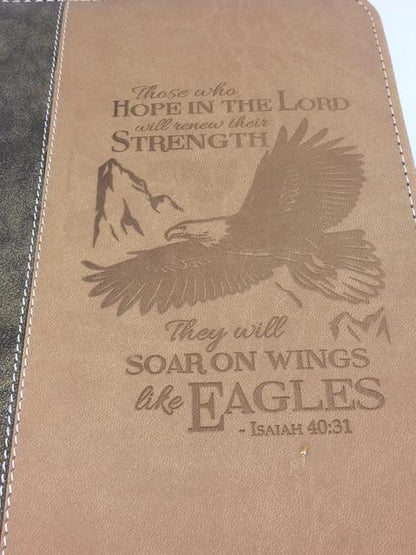 Those who
HOPE IN THE LORD
will renew their
STRENGTH
They will
SOAR ON WINGS
like EAGLES
- ISAIAH 40:31